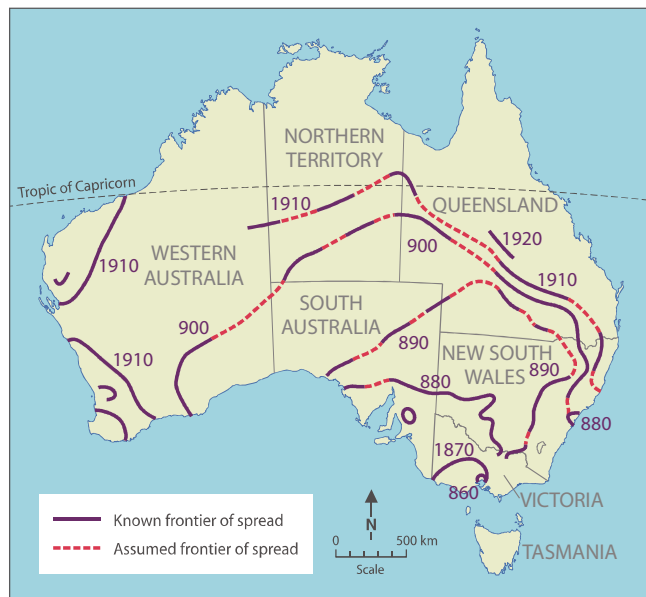 NORTHERN
TERRITORY
Tropic of Capricorn
1910
QUEENSLAND
1920
900
WESTERN
AUSTRALIA
1910
1910
SOUTH
AUSTRALIA
900
890
NEW SOUTH
WALES
890
1910
880
880
1870
860
VICTORIA
TASMANIA
Known frontier of spread
Assumed frontier of spread
N
0 500 km
Scale